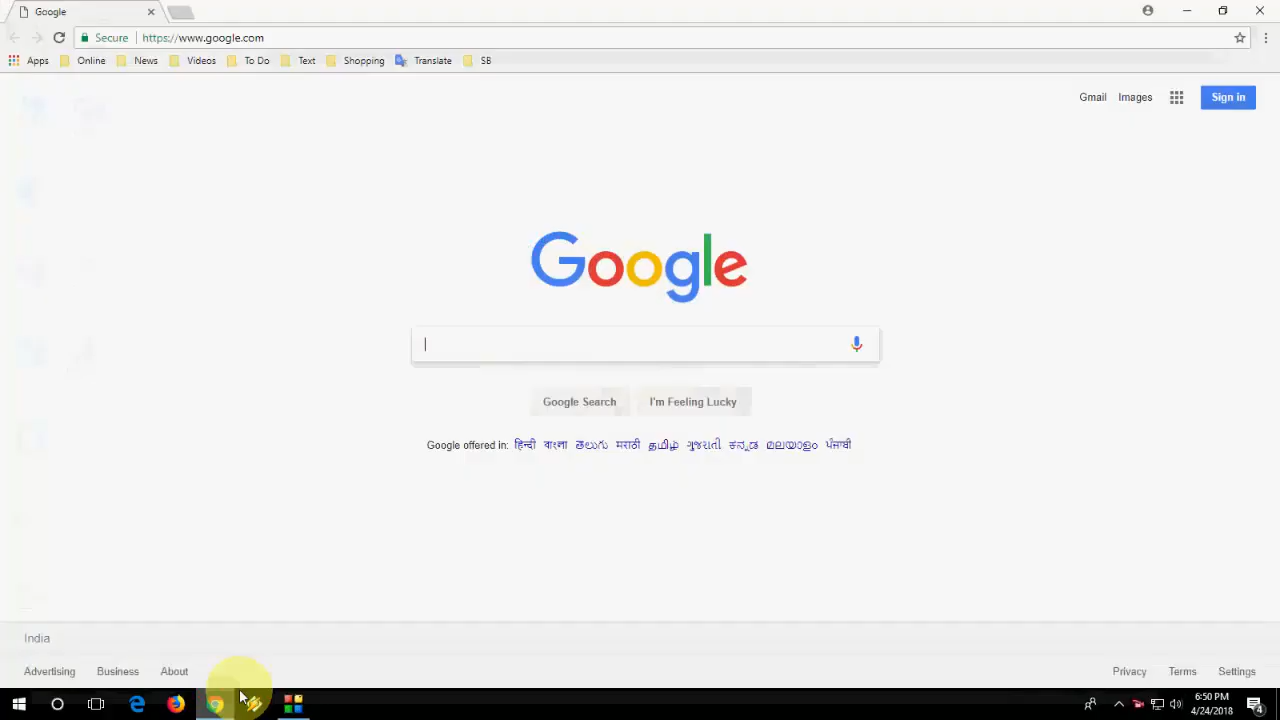 Google
Secure https://www.google.com
Apps Online News Videos To Do Text Shopping Translate SB
Gmail Images Sign in
Google
Google Search I'm Feeling Lucky
Google offered in: हिन्दी বাংলা తెలుగు मराठी தமிழ் ગુજરાતી ಕನ್ನಡ മലയാളം ਪੰਜਾਬੀ
India
Advertising Business About Privacy Terms Settings
6:50 PM
4/24/2018
4